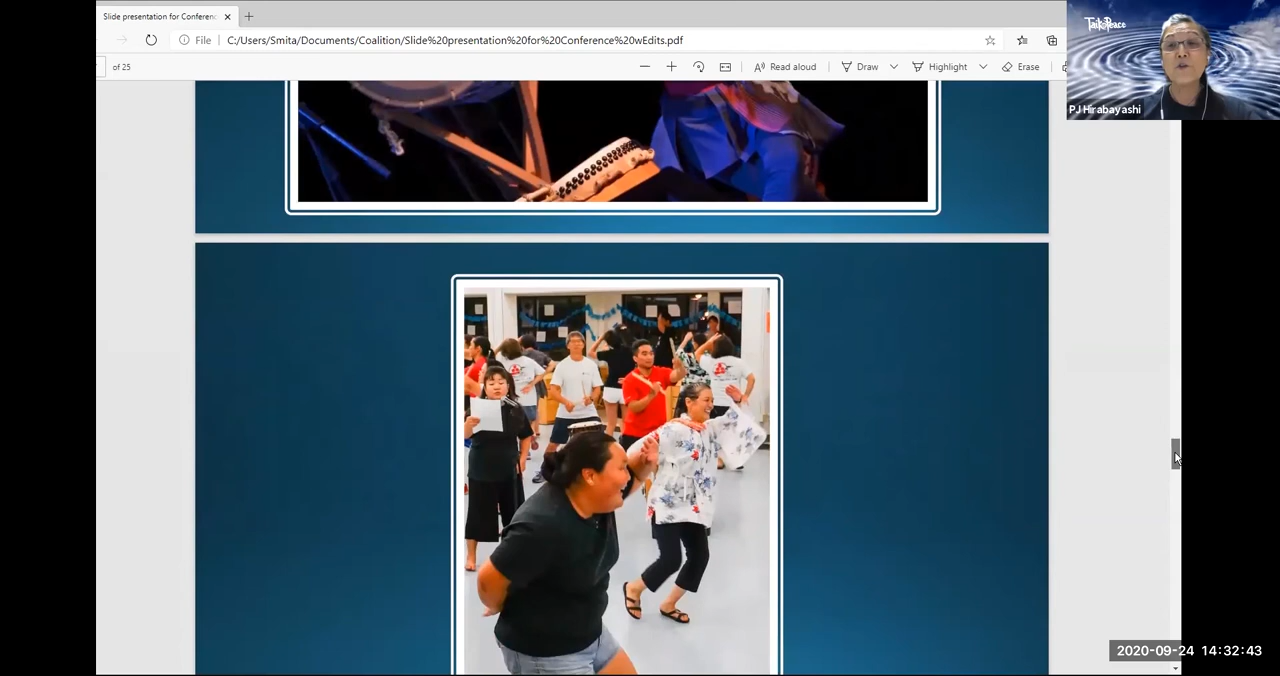 Slide presentation for Conferenc
File
C:/Users/Smita/Documents/Coalition/Slide%20presentation%20for%20Conference%20wEdits.pdf
of 25
Read aloud
Draw
Highlight
Erase
TaikoPeace
PJ Hirabayashi
2020-09-24 14:32:43